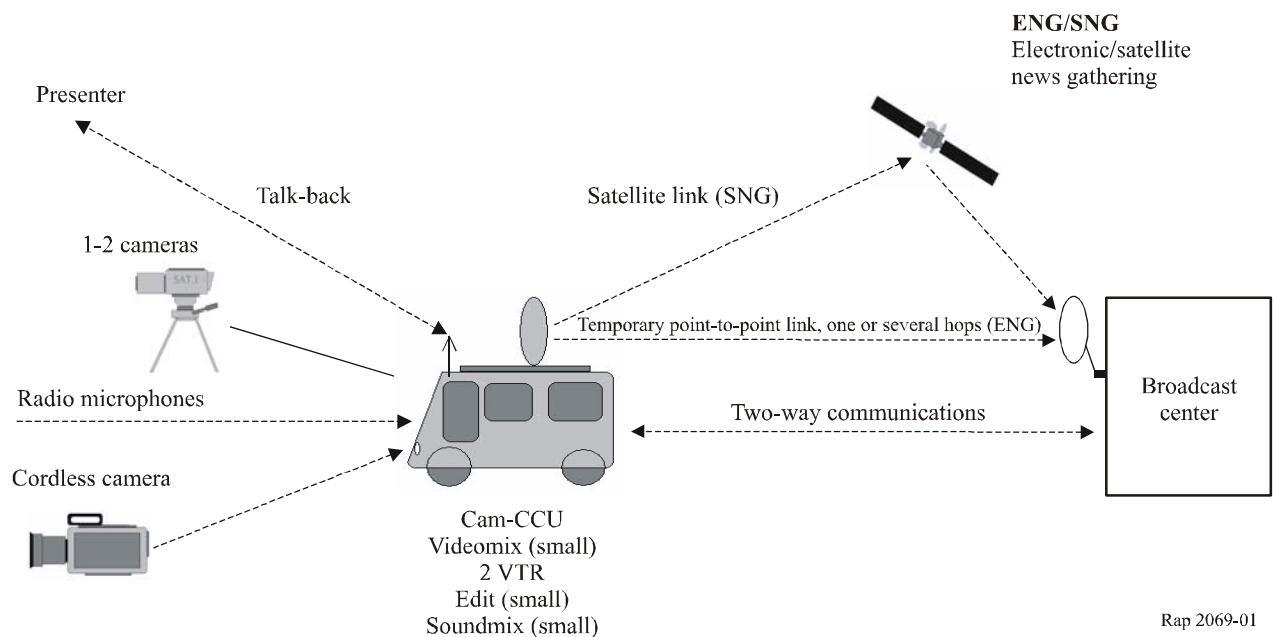 ENG/SNG
Electronic/satellite
news gathering
Presenter
Talk-back
Satellite link (SNG)
1-2 cameras
SAT.1
Temporary point-to-point link, one or several hops (ENG)
Radio microphones
Two-way communications
Broadcast
center
Cordless camera
Cam-CCU
Videomix (small)
2 VTR
Edit (small)
Soundmix (small)
Rap 2069-01